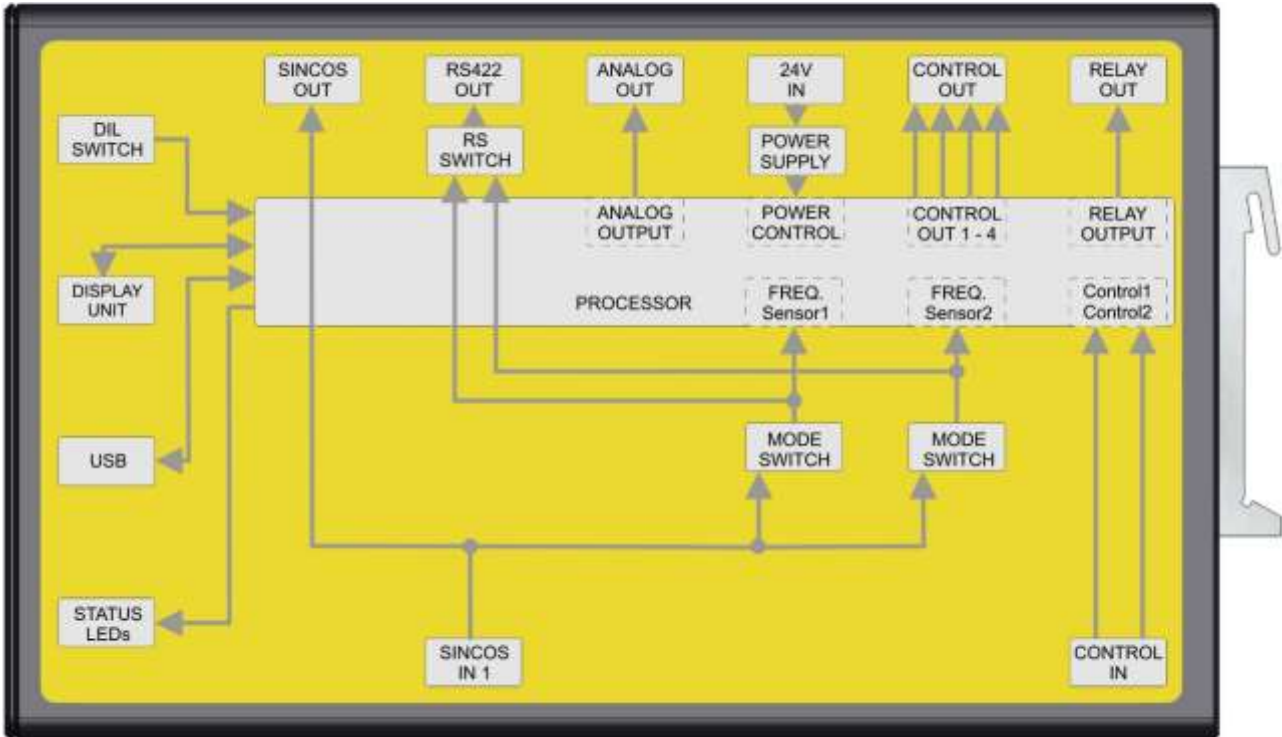 SINCOS
OUT
RS422
OUT
ANALOG
OUT
24V
IN
CONTROL
OUT
RELAY
OUT
DIL
SWITCH
RS
SWITCH
POWER
SUPPLY
ANALOG
OUTPUT
POWER
CONTROL
CONTROL
OUT 1 - 4
RELAY
OUTPUT
DISPLAY
UNIT
PROCESSOR
FREQ.
Sensor1
FREQ.
Sensor2
Control1
Control2
USB
MODE
SWITCH
MODE
SWITCH
STATUS
LEDs
SINCOS
IN 1
CONTROL
IN